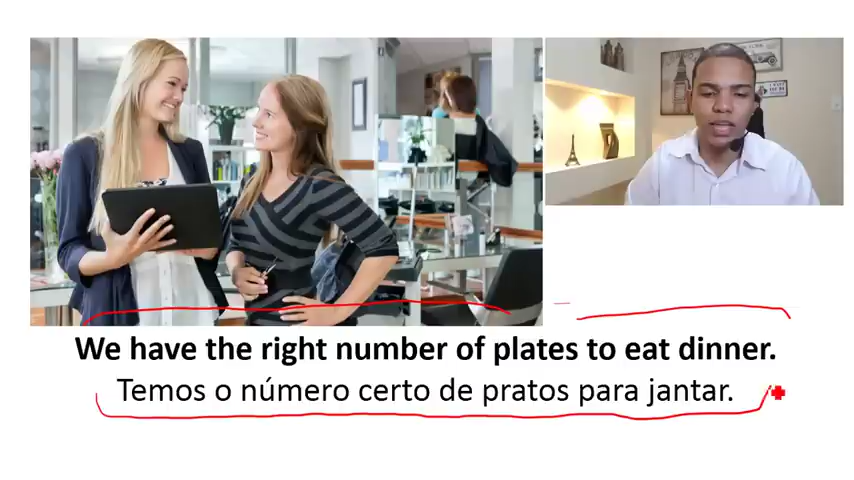 We have the right number of plates to eat dinner.
Temos o número certo de pratos para jantar.